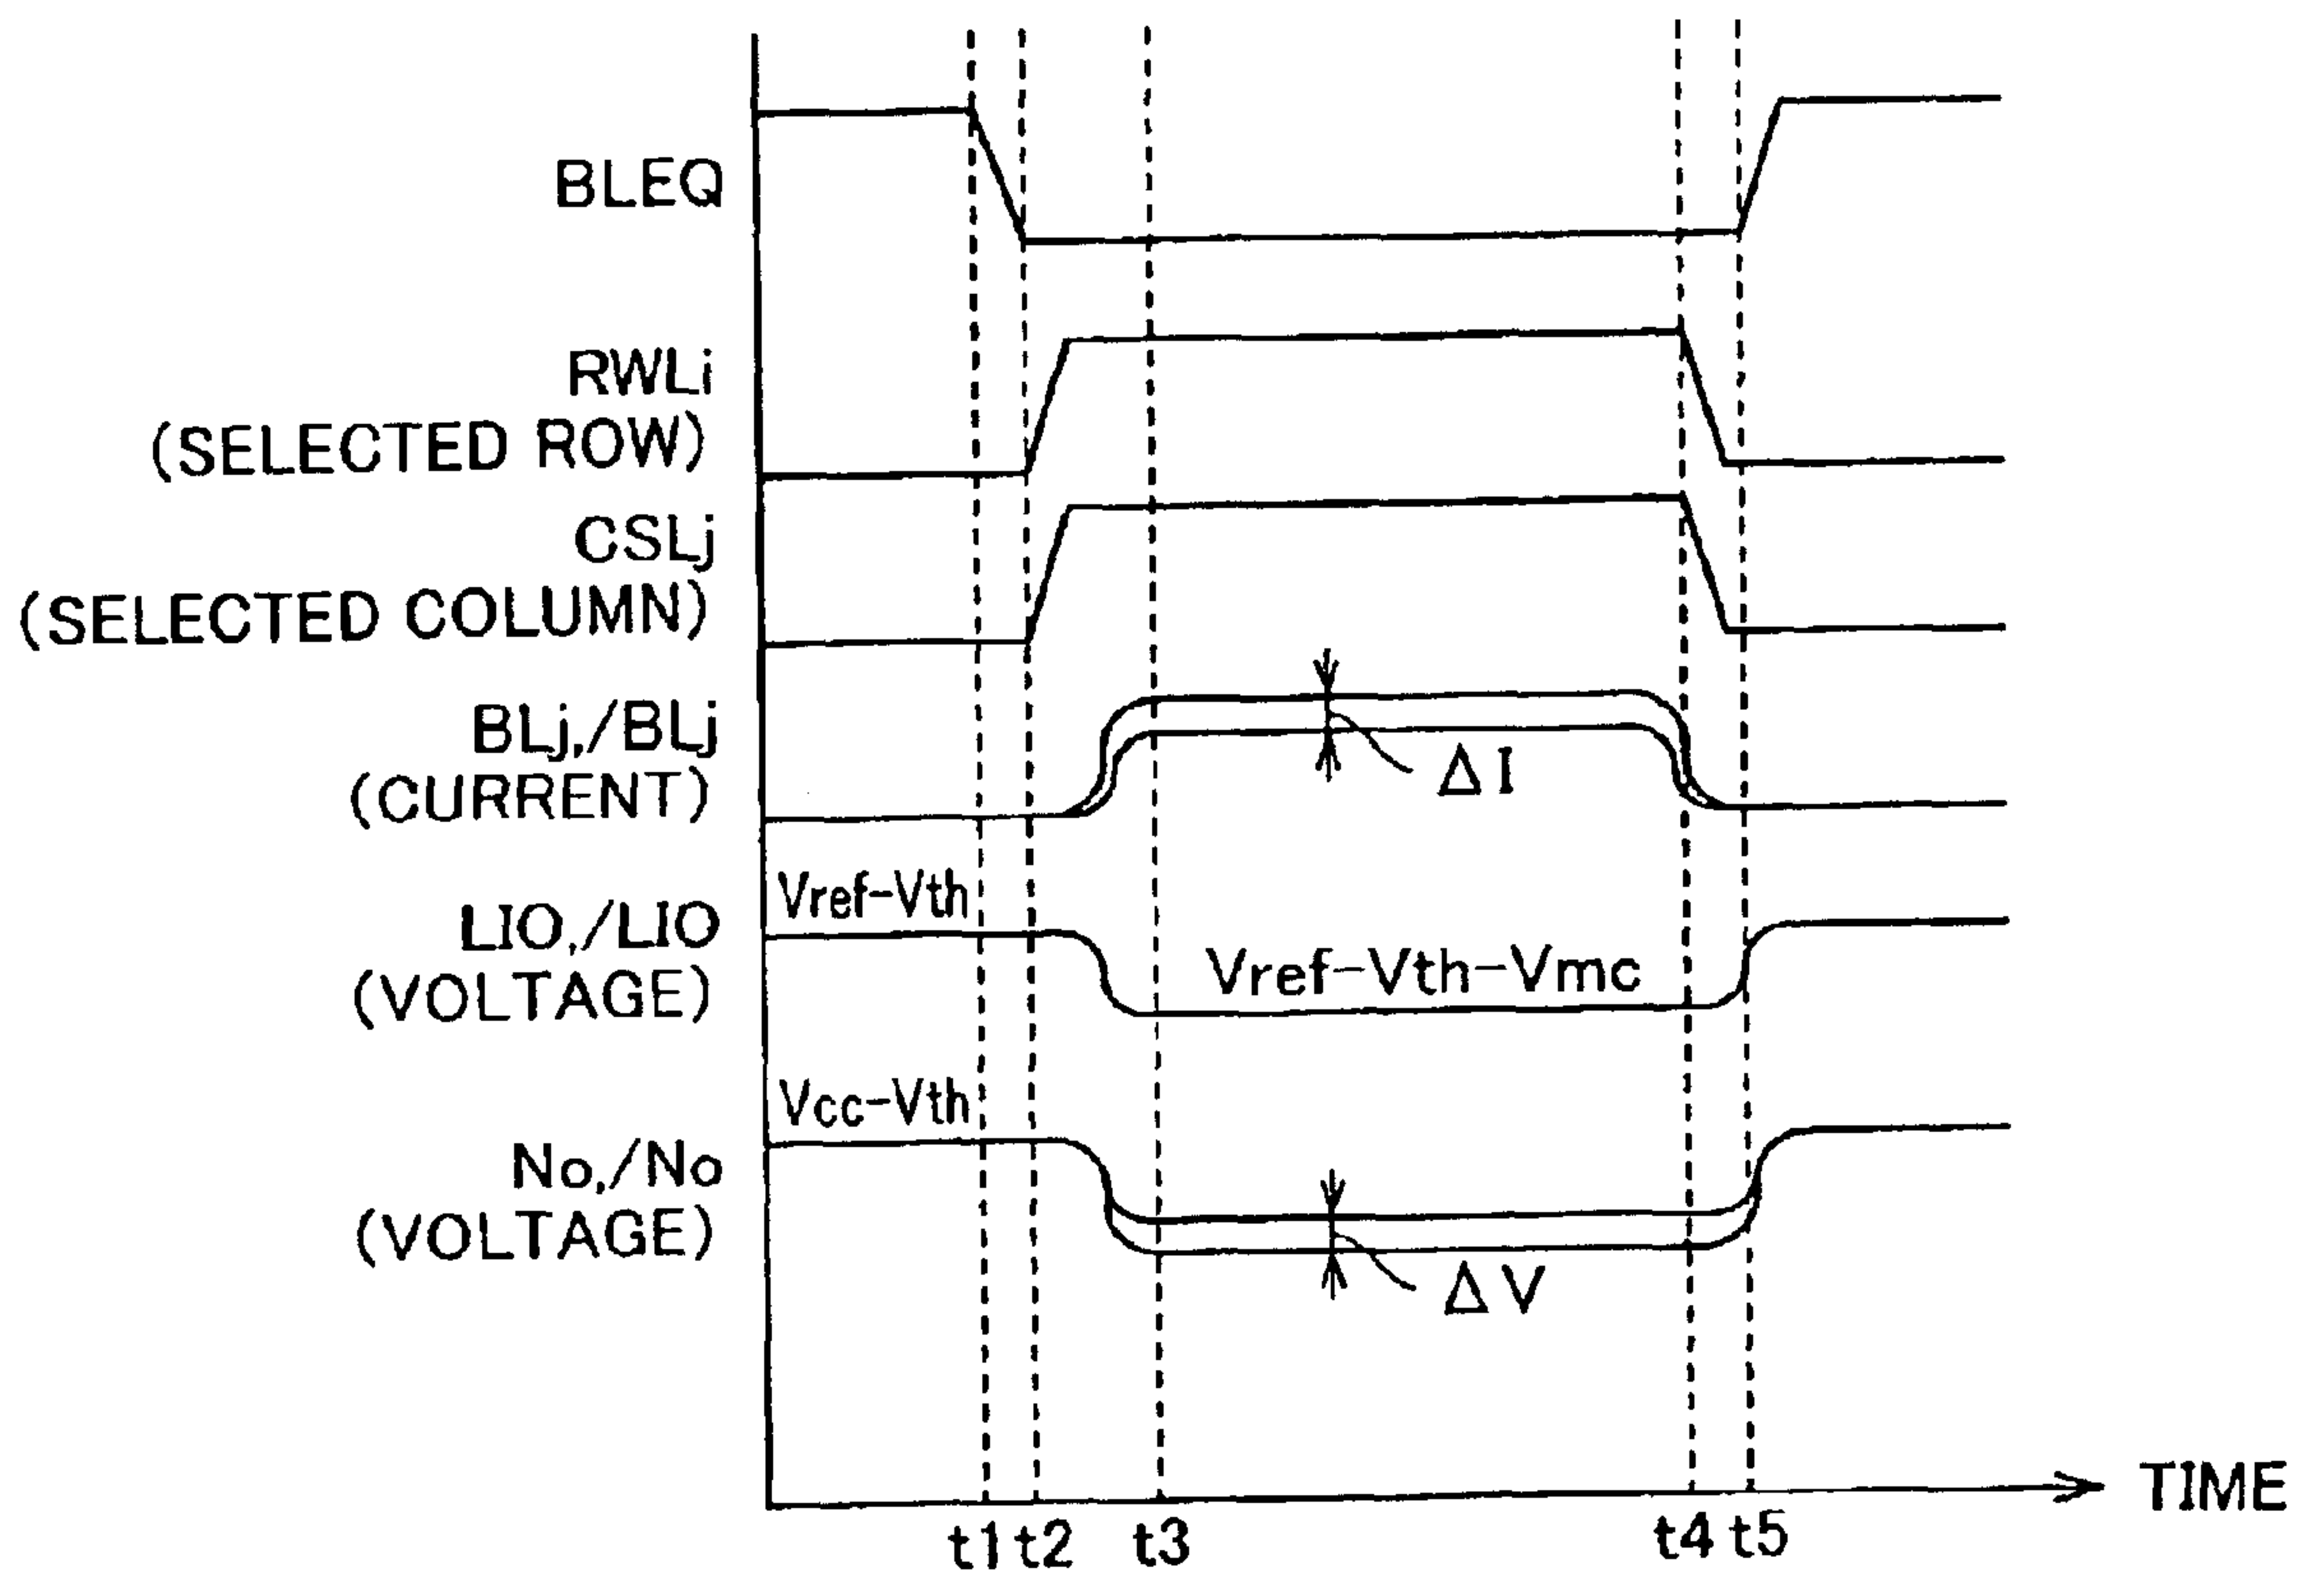 BLEQ
RWLi
(SELECTED ROW)
CSLj
(SELECTED COLUMN)
BLj,/BLj
(CURRENT)
ΔI
Vref-Vth
LIO,/LIO
(VOLTAGE)
Vref-Vth-Vmc
Vcc-Vth
No,/No
(VOLTAGE)
ΔV
TIME
t1 t2 t3 t4 t5